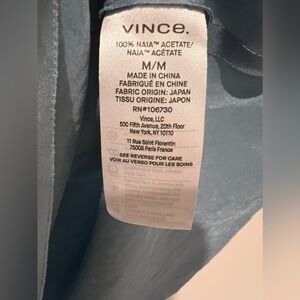 VINCE.
100% NAIA™ ACETATE/
NAIA™ ACÉTATE
M/M
MADE IN CHINA
FABRIQUÉ EN CHINE
FABRIC ORIGIN: JAPAN
TISSU ORIGINE: JAPON
RN#106730
Vince, LLC
500 Fifth Avenue, 20th Floor
New York, NY 10110
11 Rue Saint Florentin
75008 Paris France
SEE REVERSE FOR CARE
VOIR AU VERSO POUR LES SOINS